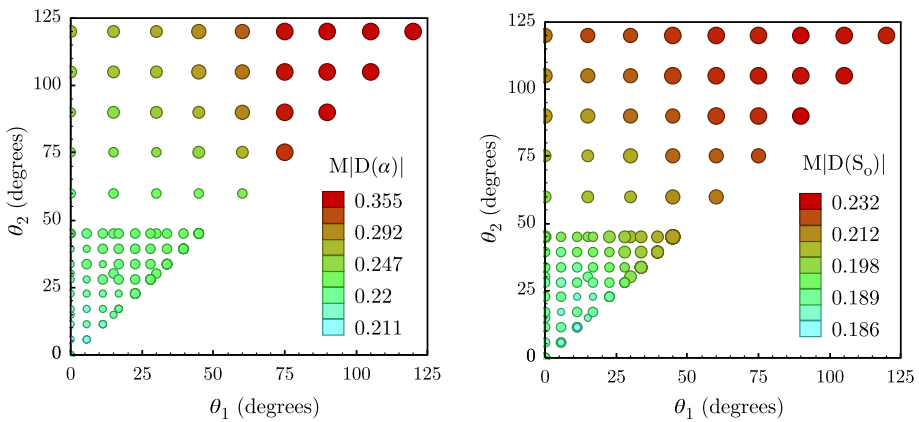 125
100
75
50
25
0
θ₂ (degrees)
M|D(α)|
0.355
0.292
0.247
0.22
0.211
0 25 50 75 100 125
θ₁ (degrees)
125
100
75
50
25
0
θ₂ (degrees)
M|D(Sₒ)|
0.232
0.212
0.198
0.189
0.186
0 25 50 75 100 125
θ₁ (degrees)